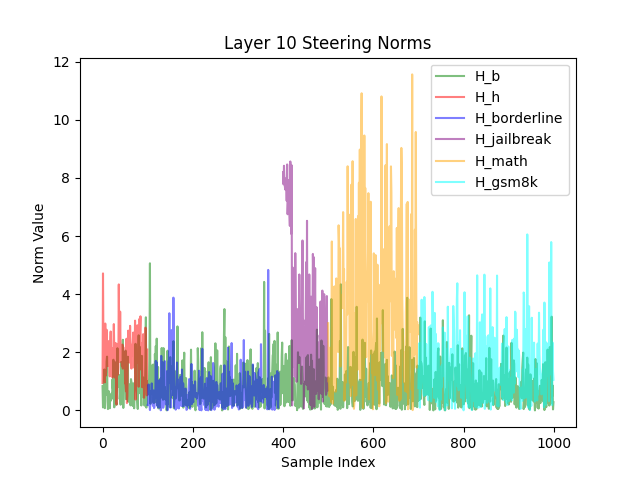 Layer 10 Steering Norms
12
10
8
6
4
2
0
Norm Value
0
200
400
600
800
1000
Sample Index
H_b
H_h
H_borderline
H_jailbreak
H_math
H_gsm8k